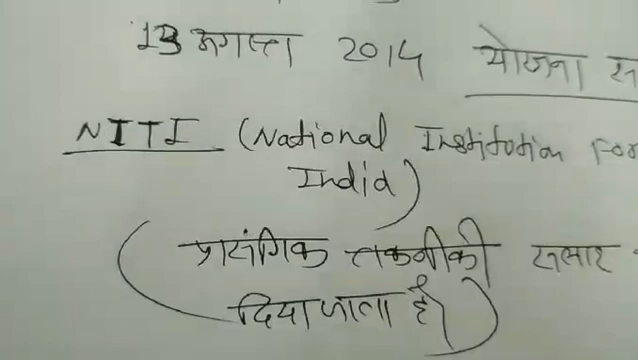 13 अगस्त 2014 योजना
NITI (National Institution For
India)
(प्रासंगिक तकनीकी सलाह
दिया जाता है)